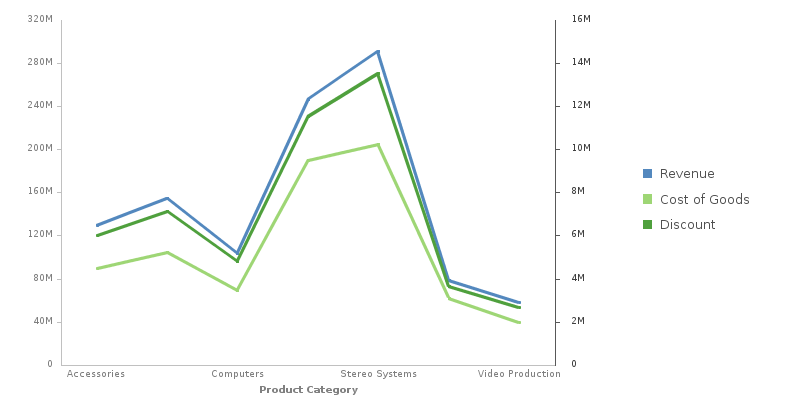 320M
280M
240M
200M
160M
120M
80M
40M
0
16M
14M
12M
10M
8M
6M
4M
2M
0
Accessories Computers Stereo Systems Video Production
Product Category
Revenue
Cost of Goods
Discount